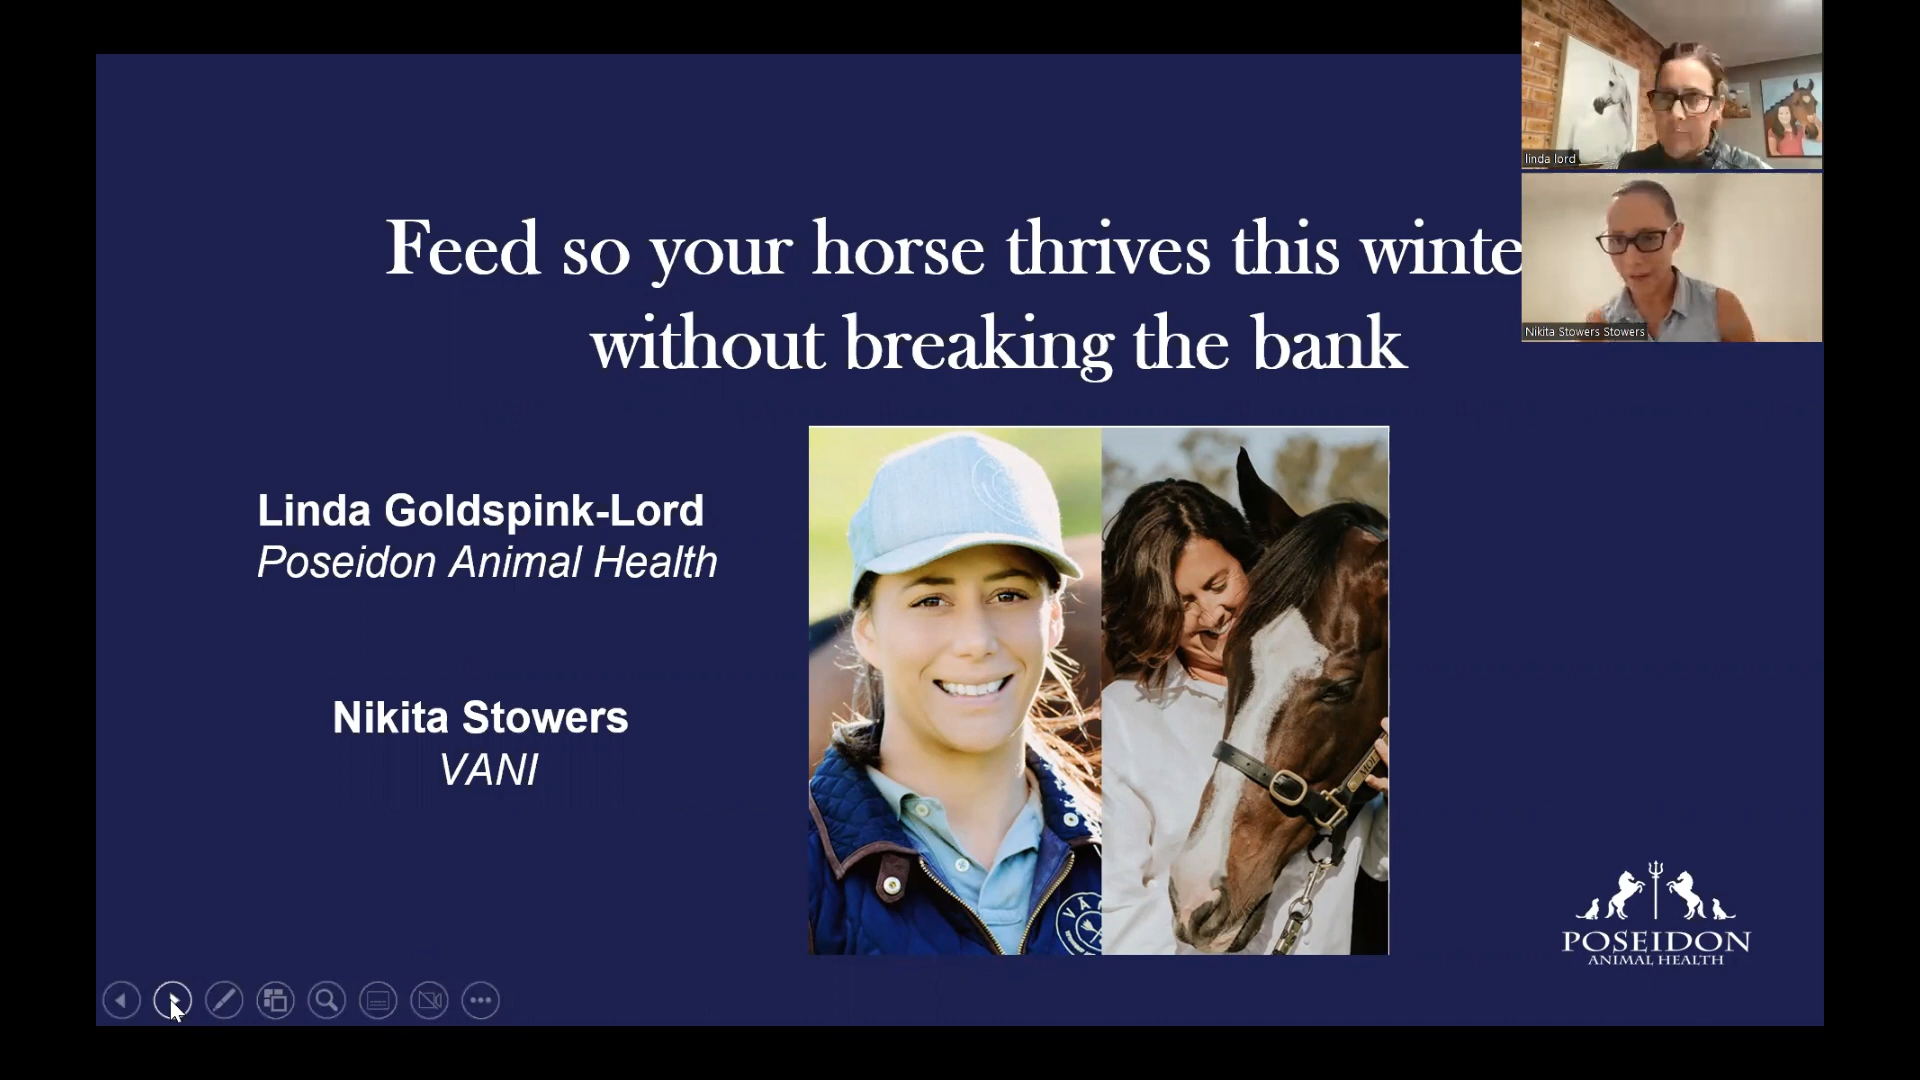 Feed so your horse thrives this winte
without breaking the bank
Linda Goldspink-Lord
Poseidon Animal Health
Nikita Stowers
VANI
linda lord
Nikita Stowers Stowers
POSEIDON
ANIMAL HEALTH